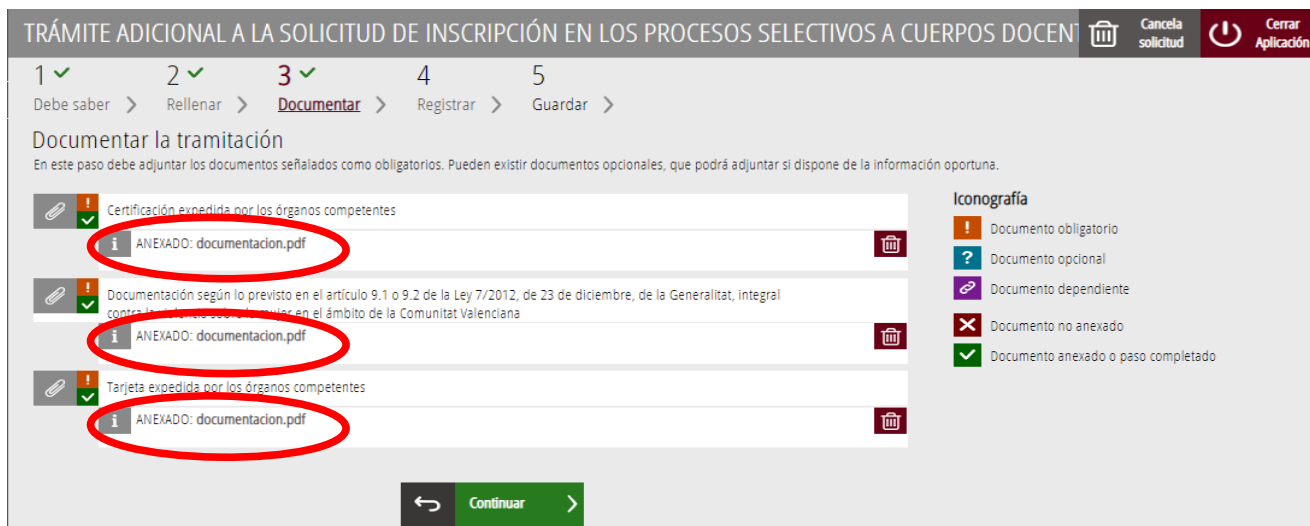 TRÁMITE ADICIONAL A LA SOLICITUD DE INSCRIPCIÓN EN LOS PROCESOS SELECTIVOS A CUERPOS DOCENT
Cancela
solicitud
Cerrar
Aplicación
1 2 3 4 5
Debe saber > Rellenar > Documentar > Registrar > Guardar >
Documentar la tramitación
En este paso debe adjuntar los documentos señalados como obligatorios. Pueden existir documentos opcionales, que podrá adjuntar si dispone de la información oportuna.
Certificación expedida por los órganos competentes
ANEXADO: documentacion.pdf
Documentación según lo previsto en el artículo 9.1 o 9.2 de la Ley 7/2012, de 23 de diciembre, de la Generalitat, integral
contra la violencia sobre la mujer en el ámbito de la Comunitat Valenciana
ANEXADO: documentacion.pdf
Tarjeta expedida por los órganos competentes
ANEXADO: documentacion.pdf
Continuar >
Iconografía
! Documento obligatorio
? Documento opcional
Documento dependiente
Documento no anexado
Documento anexado o paso completado